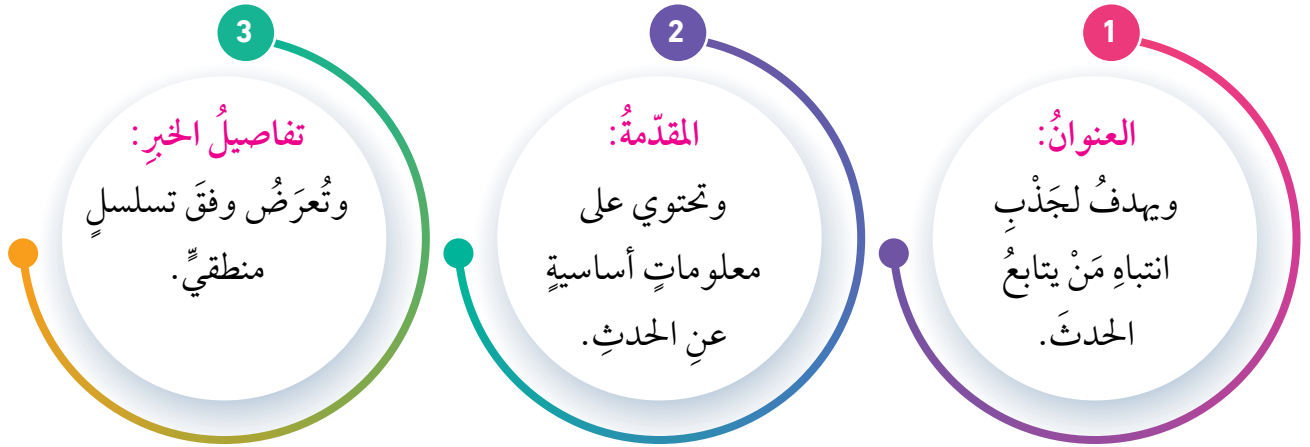 1
العنوانُ:
ويهدفُ لجَذْبِ
انتباهِ مَنْ يتابعُ
الحدثَ.
2
المقدّمةُ:
وتحتوي على
معلوماتٍ أساسيةٍ
عنِ الحدثِ.
3
تفاصيلُ الخبرِ:
وتُعرَضُ وفقَ تسلسلٍ
منطقيٍّ.